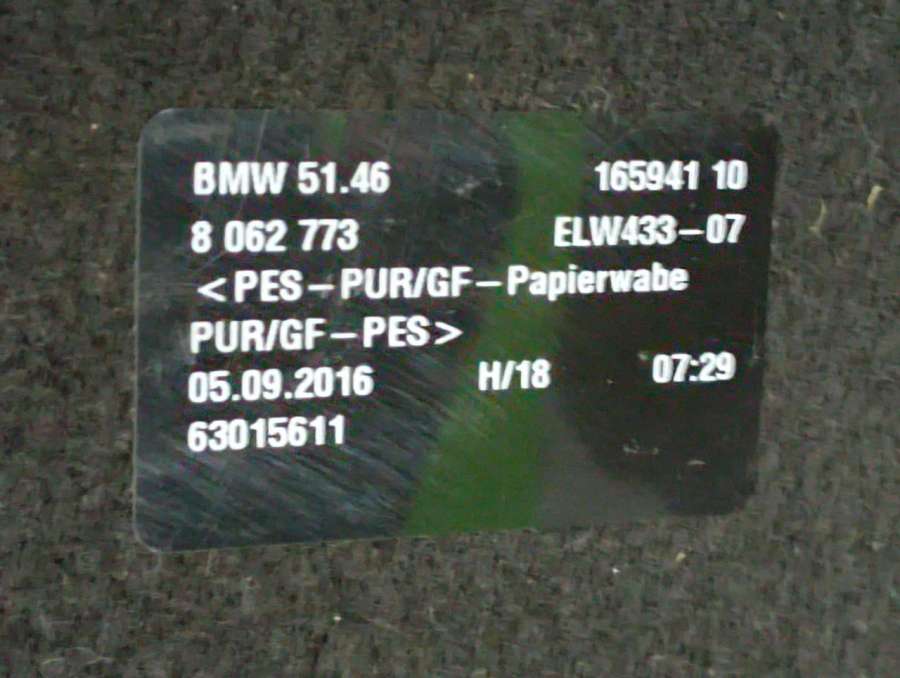 BMW 51.46 165941 10
8 062 773 ELW433-07
<PES-PUR/GF-Papierwabe
PUR/GF-PES>
05.09.2016 H/18 07:29
63015611